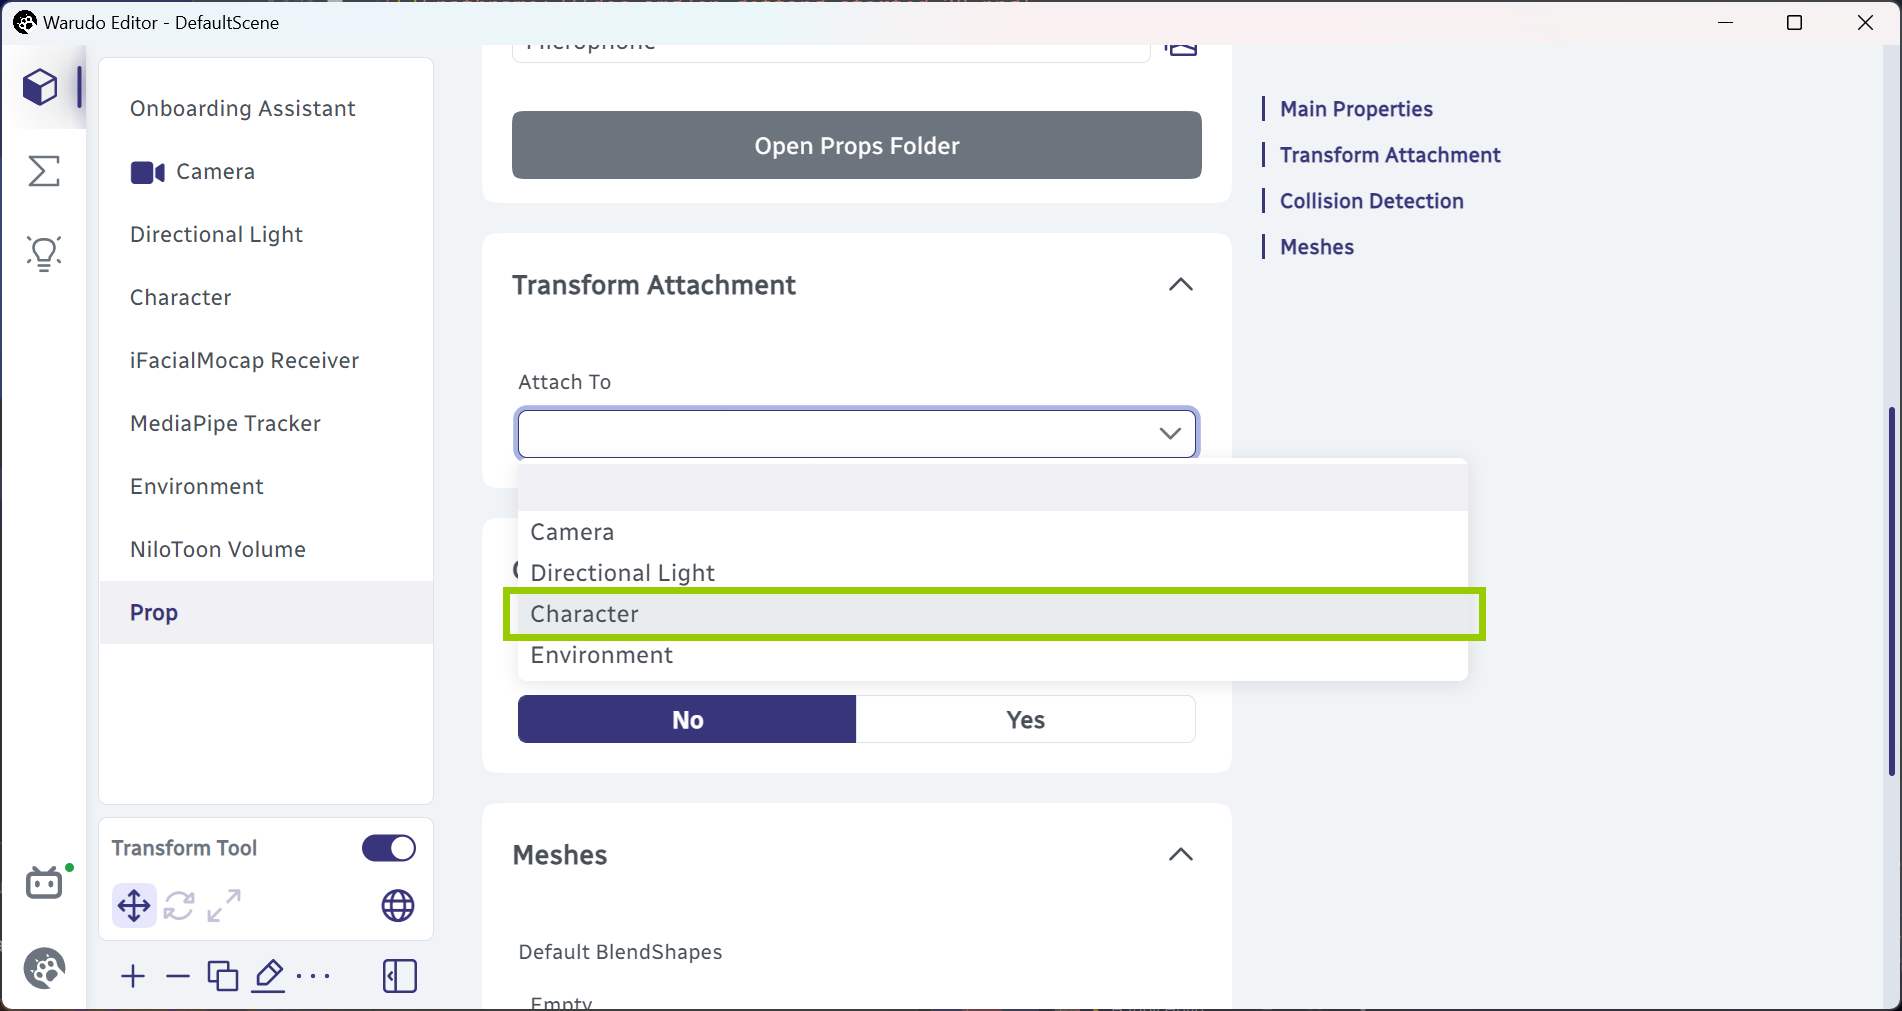 Warudo Editor - DefaultScene
Onboarding Assistant
Camera
Directional Light
Character
iFacialMocap Receiver
MediaPipe Tracker
Environment
NiloToon Volume
Prop
Transform Tool
Microphone
Open Props Folder
Transform Attachment
Attach To
Camera
Directional Light
Character
Environment
No
Yes
Meshes
Default BlendShapes
Empty
Main Properties
Transform Attachment
Collision Detection
Meshes